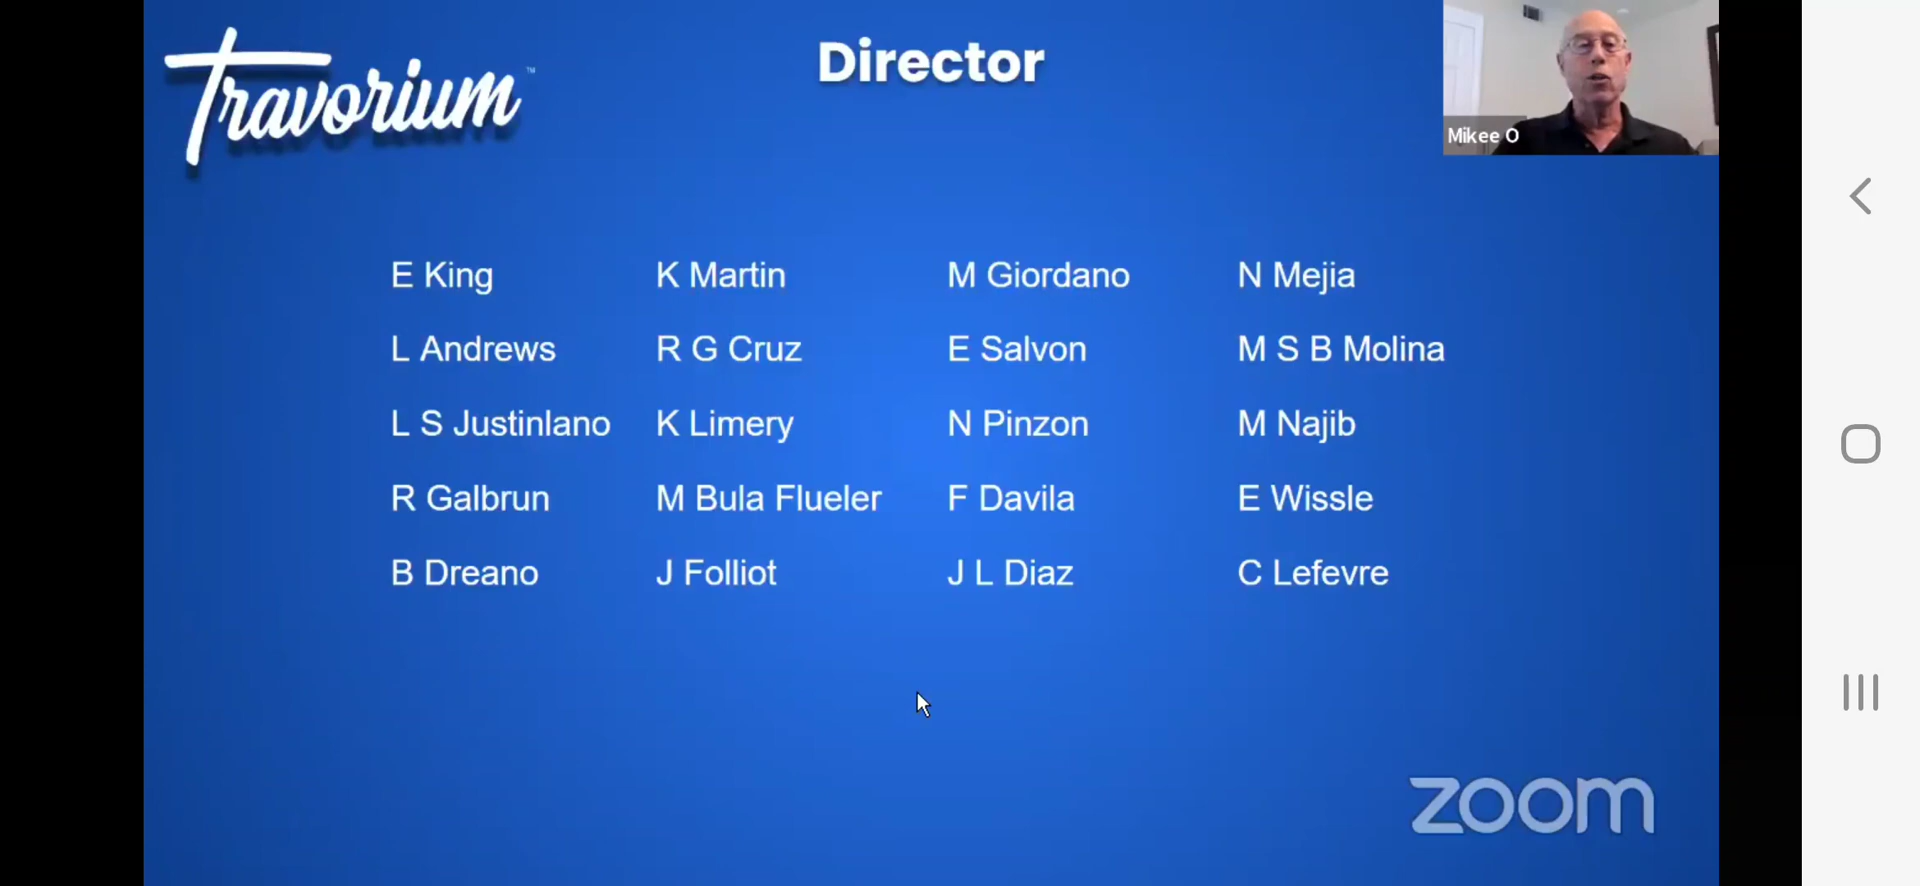 Travorium™
Director
Mikee O
E King K Martin M Giordano N Mejia
L Andrews R G Cruz E Salvon M S B Molina
L S Justinlano K Limery N Pinzon M Najib
R Galbrun M Bula Flueler F Davila E Wissle
B Dreano J Folliot J L Diaz C Lefevre
zoom